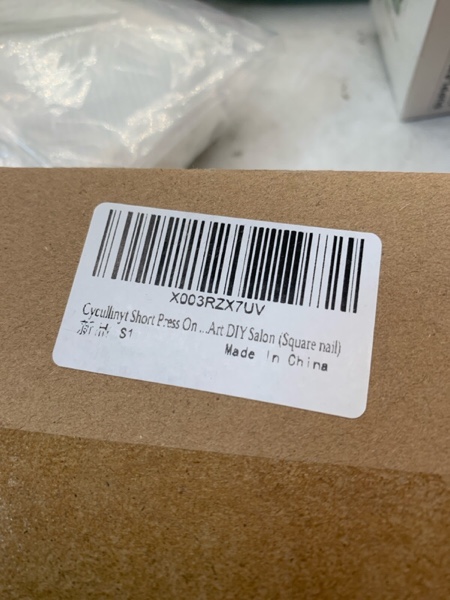 X003RZX7UV
Cycullinyt Short Press On ...Art DIY Salon (Square nail)
S1
Made in China